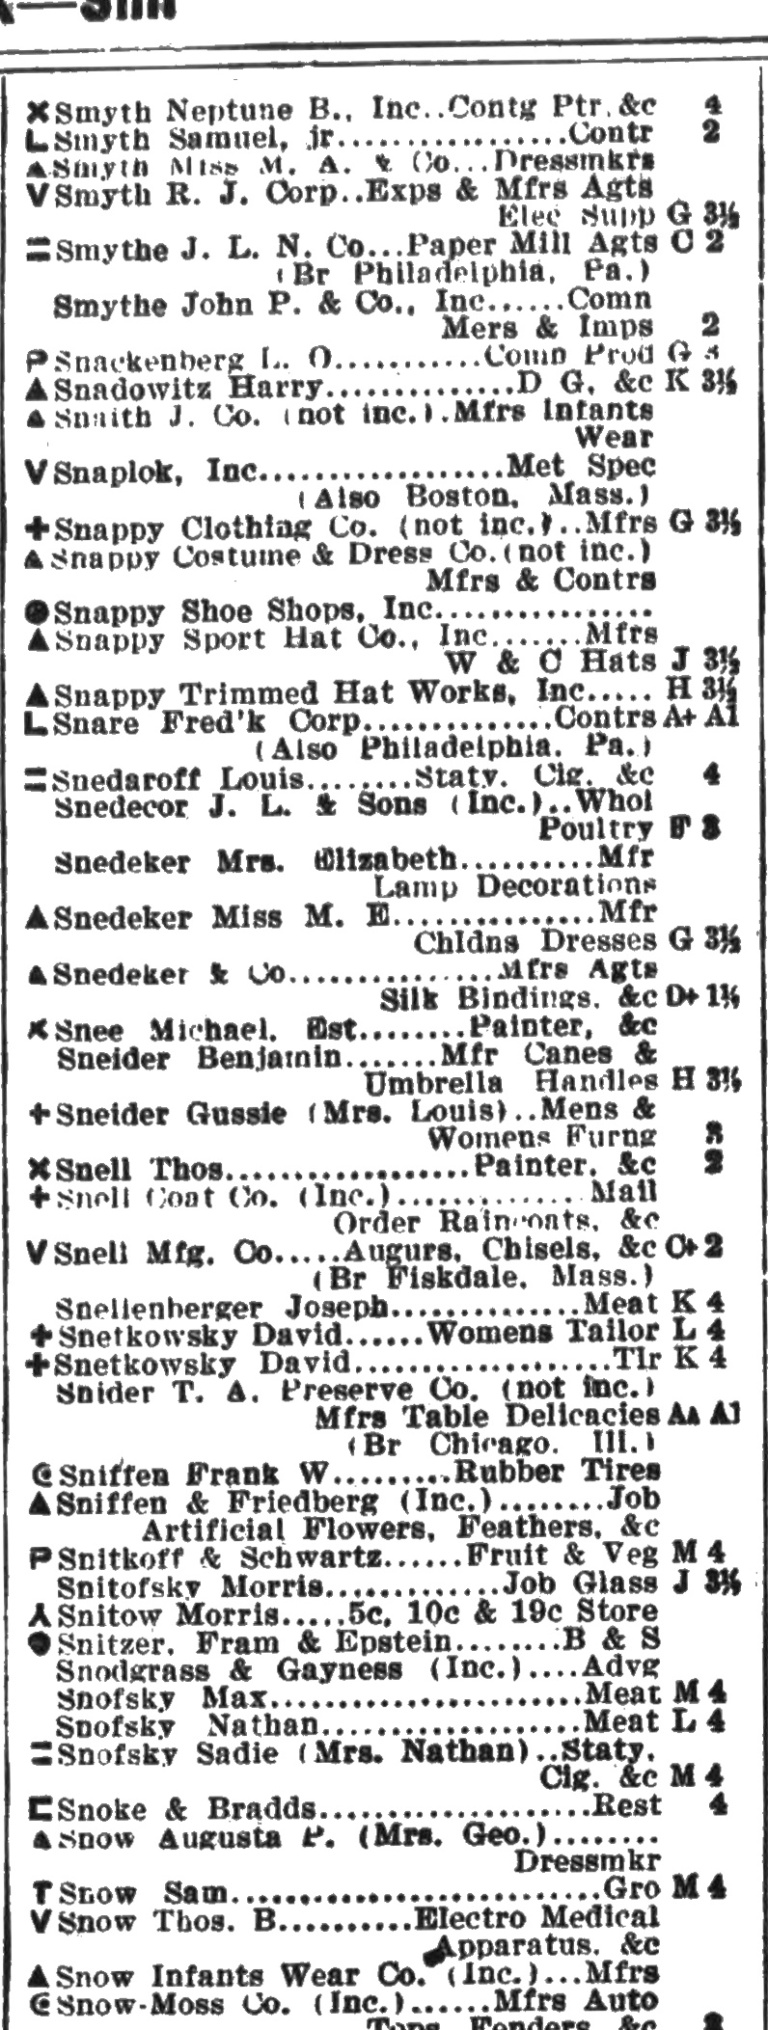 ✕ Smyth Neptune B., Inc..Contg Ptr, &c 4
L Smyth Samuel, jr.................Contr 2
▲ Smyth Miss M. A. & Co...Dressmkrs
V Smyth R. J. Corp..Exps & Mfrs Agts
Elec Supp G 3½
= Smythe J. L. N. Co...Paper Mill Agts C 2
(Br Philadelphia, Pa.)
Smythe John P. & Co., Inc......Comn
Mers & Imps 2
P Snackenberg L. O...........Comn Prod G
▲ Snadowitz Harry...............D G, &c K 3½
▲ Snaith J. Co. (not inc.).Mfrs Infants
Wear
V Snaplok, Inc..................Met Spec
(Also Boston, Mass.)
+ Snappy Clothing Co. (not inc.)..Mfrs G 3½
▲ Snappy Costume & Dress Co.(not inc.)
Mfrs & Contrs
● Snappy Shoe Shops, Inc................
▲ Snappy Sport Hat Co., Inc.......Mfrs
W & C Hats J 3½
▲ Snappy Trimmed Hat Works, Inc..... H 3½
L Snare Fred'k Corp..............Contrs A+ A1
(Also Philadelphia. Pa.)
= Snedaroff Louis........Staty. Cig. &c 4
Snedecor J. L. & Sons (Inc.)..Whol
Poultry F 3
Snedeker Mrs. Elizabeth..........Mfr
Lamp Decorations
▲ Snedeker Miss M. E...............Mfr
Chldns Dresses G 3½
▲ Snedeker & Co................Mfrs Agts
Silk Bindings. &c D+ 1½
✕ Snee Michael. Est........Painter, &c
Sneider Benjamin.......Mfr Canes &
Umbrella Handles H 3½
+ Sneider Gussie (Mrs. Louis)..Mens &
Womens Furng 3
✕ Snell Thos...................Painter. &c 2
+ Snell Coat Co. (Inc.)..............Mail
Order Raincoats, &c
V Snell Mfg. Co.....Augurs, Chisels, &c C+ 2
(Br Fiskdale, Mass.)
Snellenberger Joseph...............Meat K 4
+ Snetkowsky David......Womens Tailor L 4
+ Snetkowsky David....................Tlr K 4
Snider T. A. Preserve Co. (not inc.)
Mfrs Table Delicacies Aa A1
(Br Chicago. Ill.)
© Sniffen Frank W.........Rubber Tires
▲ Sniffen & Friedberg (Inc.)........Job
Artificial Flowers, Feathers, &c
P Snitkoff & Schwartz......Fruit & Veg M 4
Snitofsky Morris.............Job Glass J 3½
⅄ Snitow Morris.....5c, 10c & 19c Store
● Snitzer, Fram & Epstein........B & S
Snodgrass & Gayness (Inc.)....Advg
Snofsky Max.......................Meat M 4
Snofsky Nathan...................Meat L 4
= Snofsky Sadie (Mrs. Nathan)..Staty.
Cig. &c M 4
⊏ Snoke & Bradds....................Rest 4
▲ Snow Augusta P. (Mrs. Geo.)........
Dressmkr
T Snow Sam...........................Gro M 4
V Snow Thos. B..........Electro Medical
Apparatus. &c
▲ Snow Infants Wear Co. (Inc.)...Mfrs
© Snow-Moss Co. (Inc.)......Mfrs Auto
Tops, Fenders, &c 3